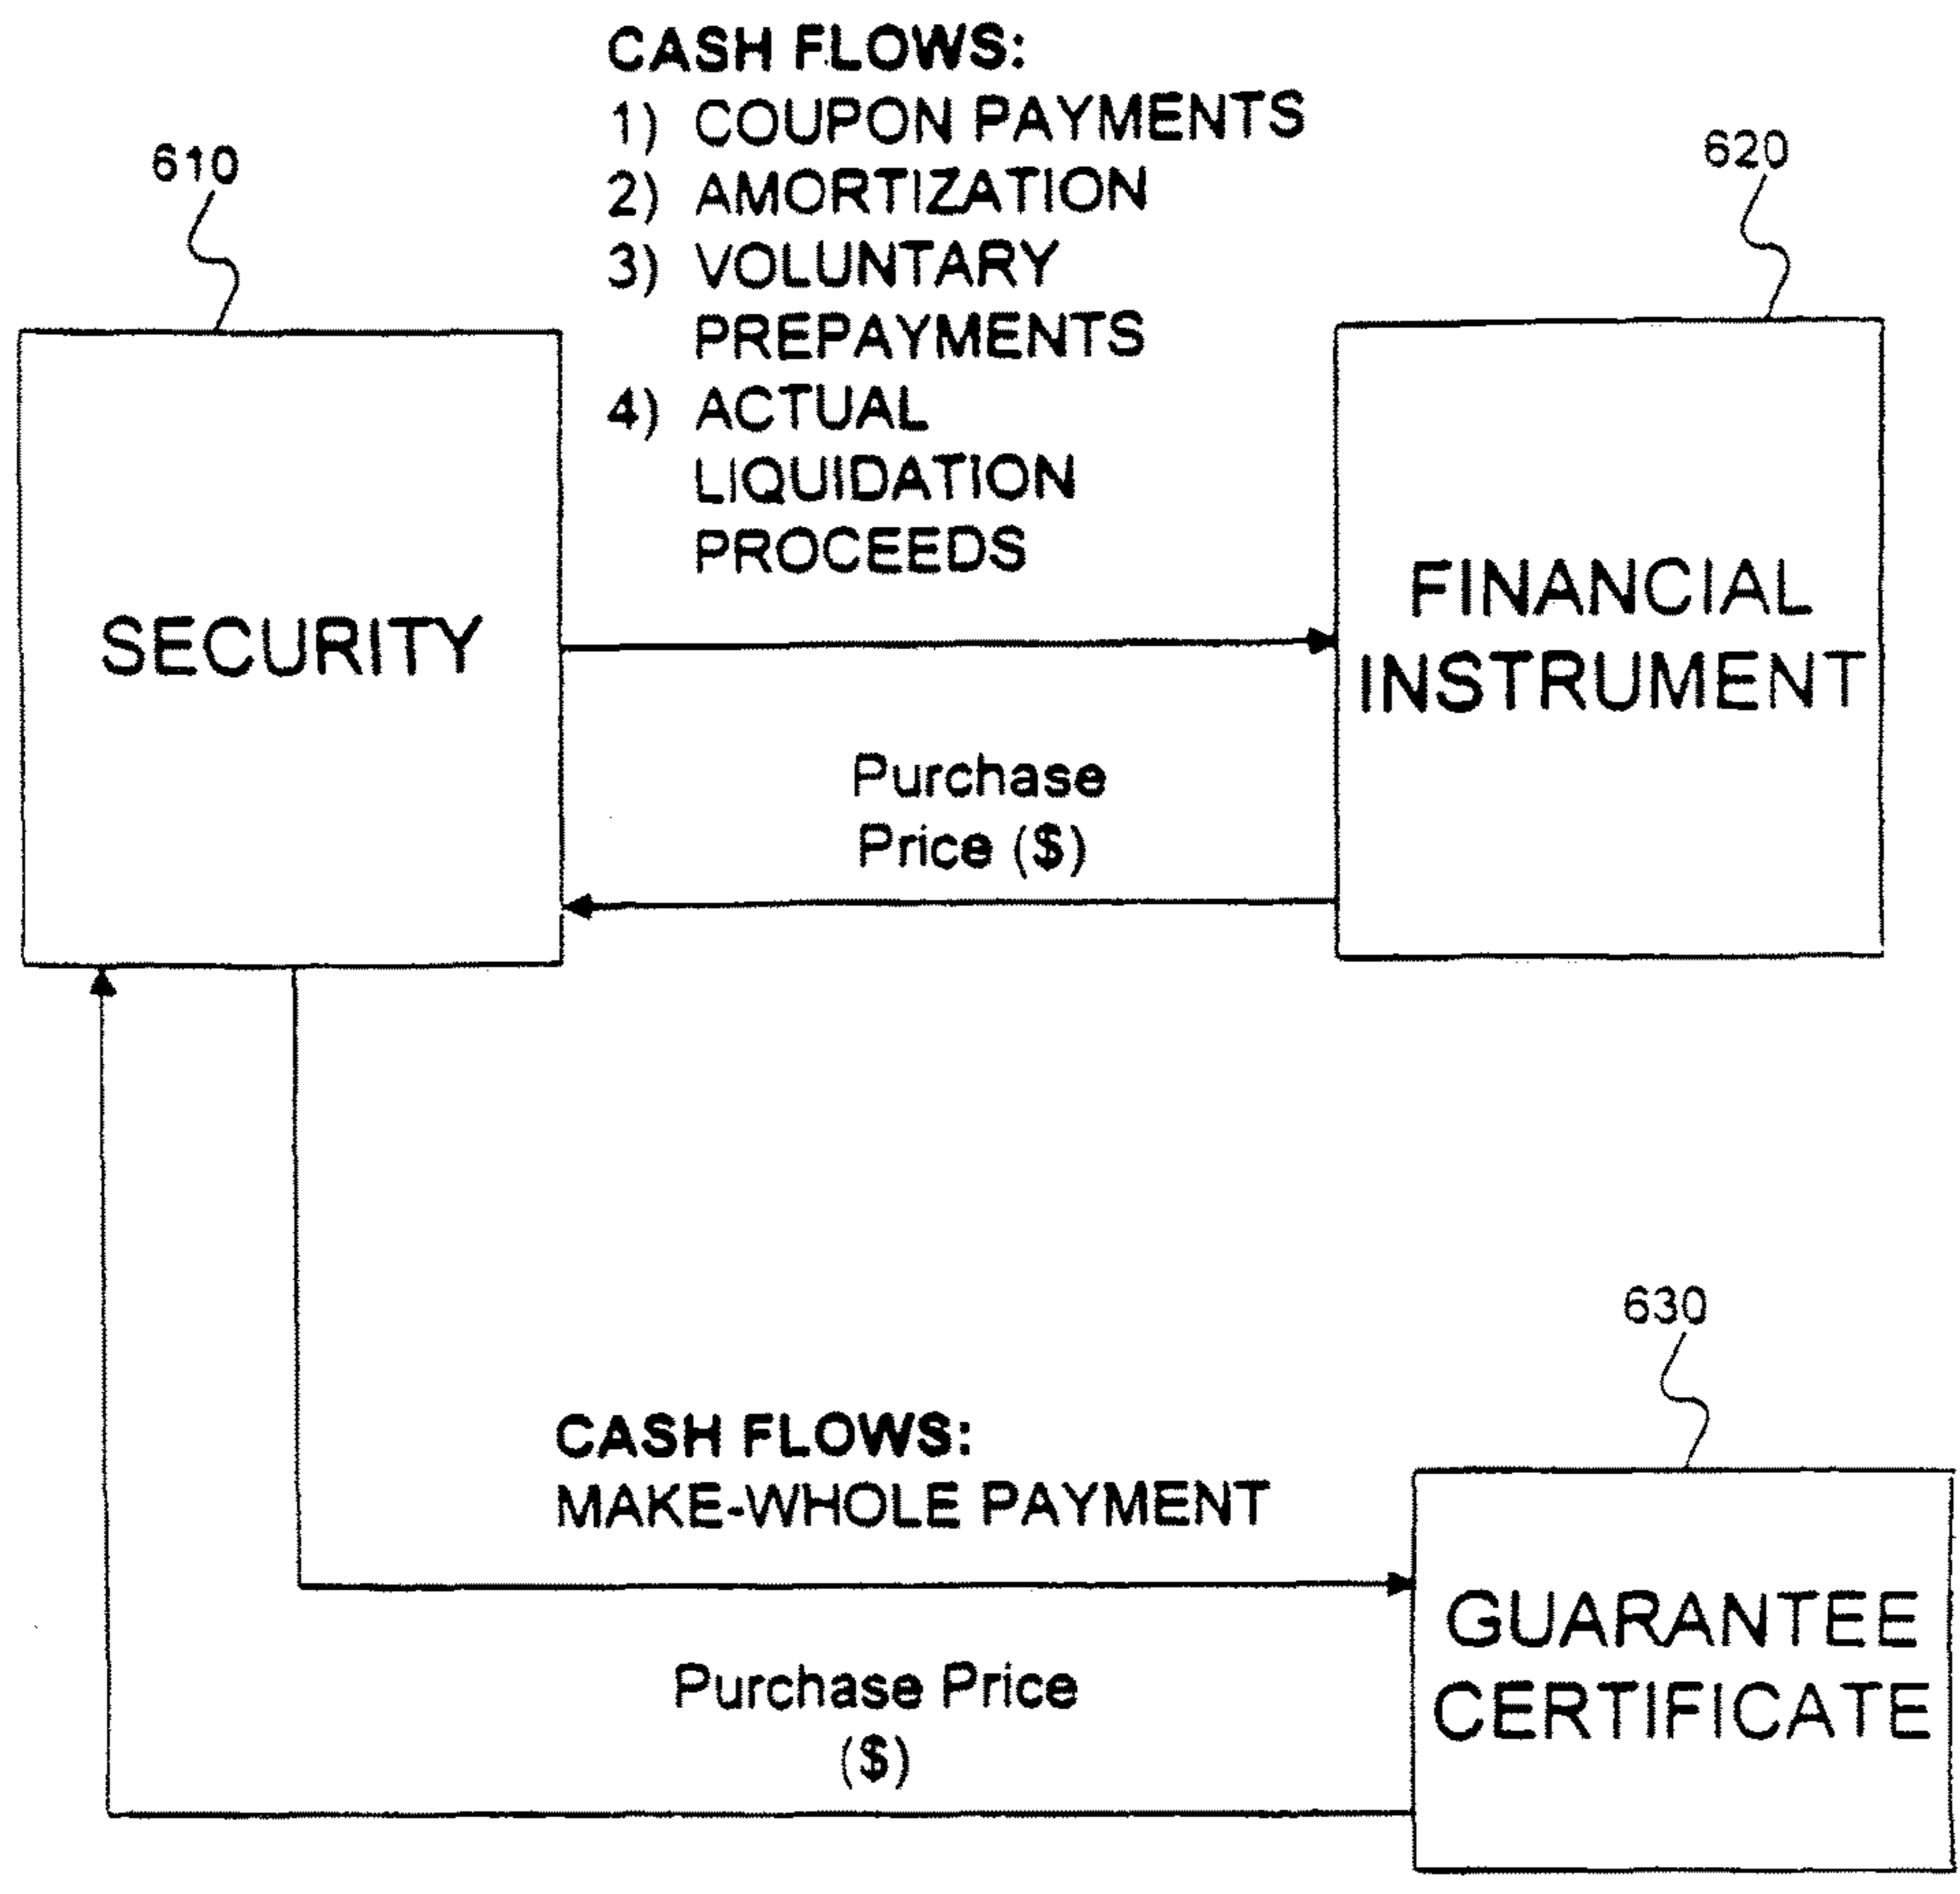 CASH FLOWS:
1) COUPON PAYMENTS
2) AMORTIZATION
3) VOLUNTARY
PREPAYMENTS
4) ACTUAL
LIQUIDATION
PROCEEDS
610
620
SECURITY
FINANCIAL
INSTRUMENT
Purchase
Price ($)
630
CASH FLOWS:
MAKE-WHOLE PAYMENT
GUARANTEE
CERTIFICATE
Purchase Price
($)